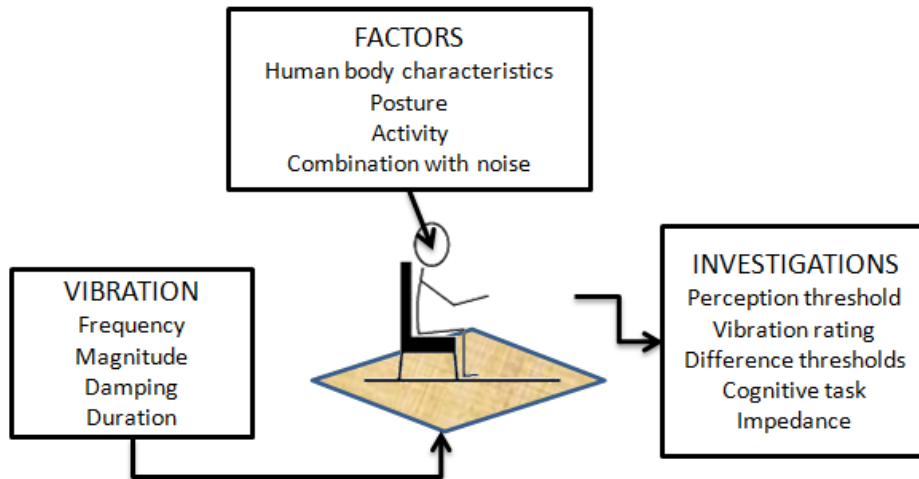 FACTORS
Human body characteristics
Posture
Activity
Combination with noise
VIBRATION
Frequency
Magnitude
Damping
Duration
INVESTIGATIONS
Perception threshold
Vibration rating
Difference thresholds
Cognitive task
Impedance